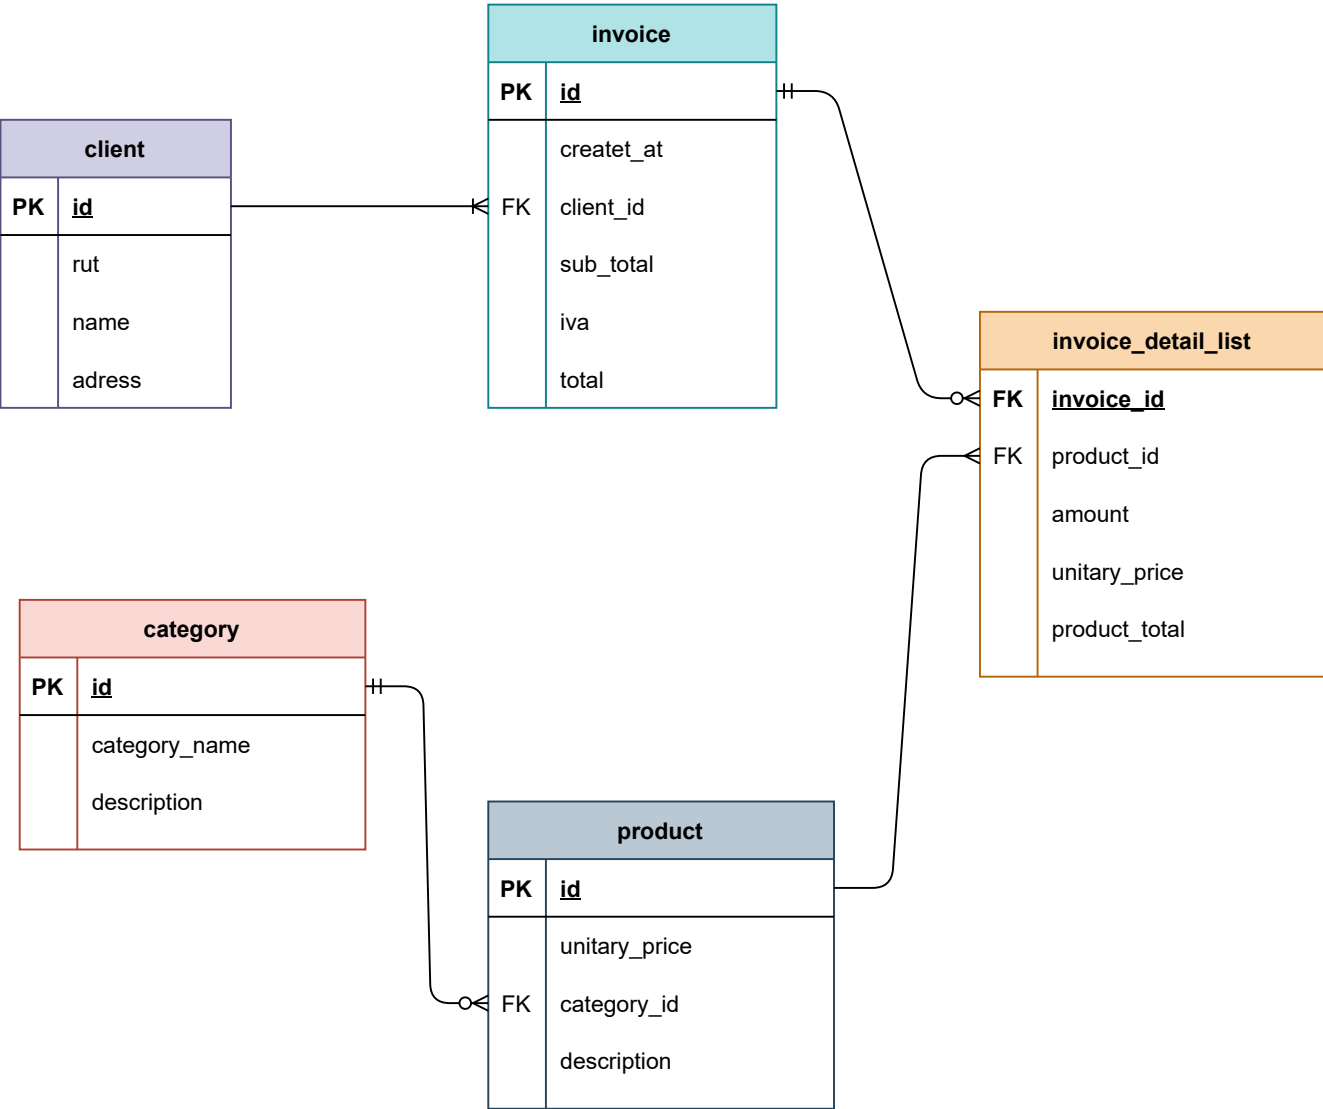 invoice
PK id
createt_at
FK client_id
sub_total
iva
total
client
PK id
rut
name
adress
invoice_detail_list
FK invoice_id
FK product_id
amount
unitary_price
product_total
category
PK id
category_name
description
product
PK id
unitary_price
FK category_id
description